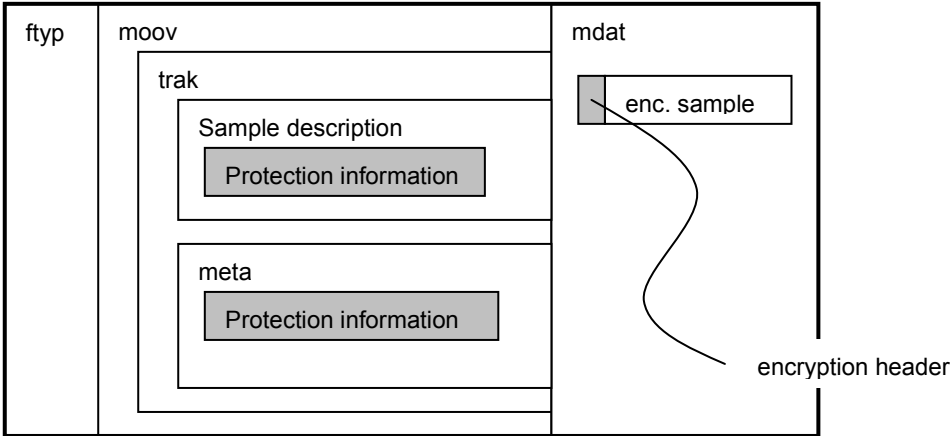 ftyp
moov
mdat
trak
enc. sample
Sample description
Protection information
meta
Protection information
encryption header